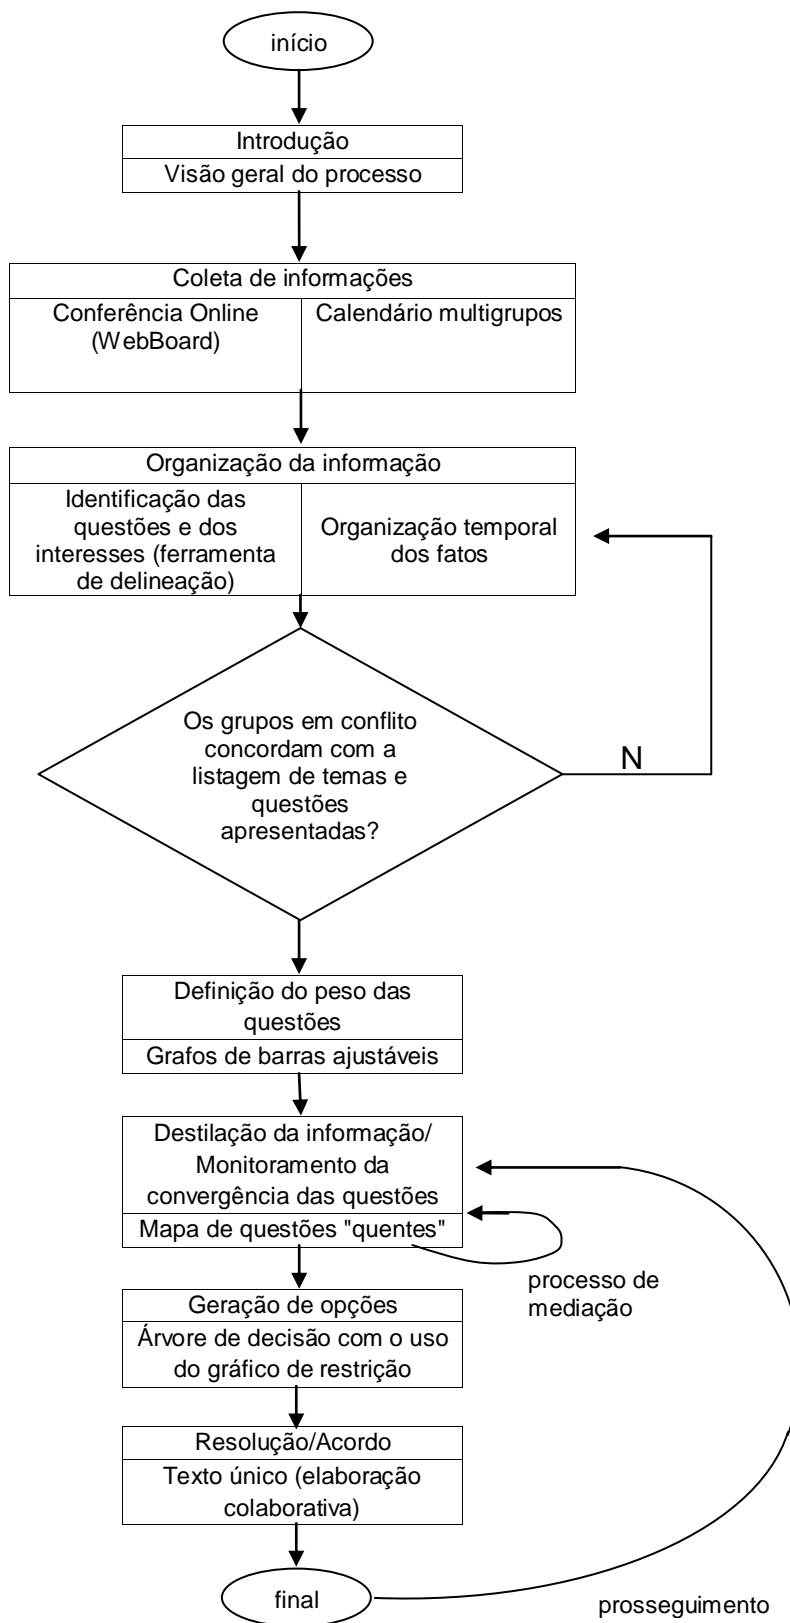 início
Introdução
Visão geral do processo
Coleta de informações
Conferência Online
(WebBoard)
Calendário multigrupos
Organização da informação
Identificação das
questões e dos
interesses (ferramenta
de delineação)
Organização temporal
dos fatos
Os grupos em conflito
concordam com a
listagem de temas e
questões
apresentadas?
N
Definição do peso das
questões
Grafos de barras ajustáveis
Destilação da informação/
Monitoramento da
convergência das questões
Mapa de questões "quentes"
processo de
mediação
Geração de opções
Árvore de decisão com o uso
do gráfico de restrição
Resolução/Acordo
Texto único (elaboração
colaborativa)
final
prosseguimento